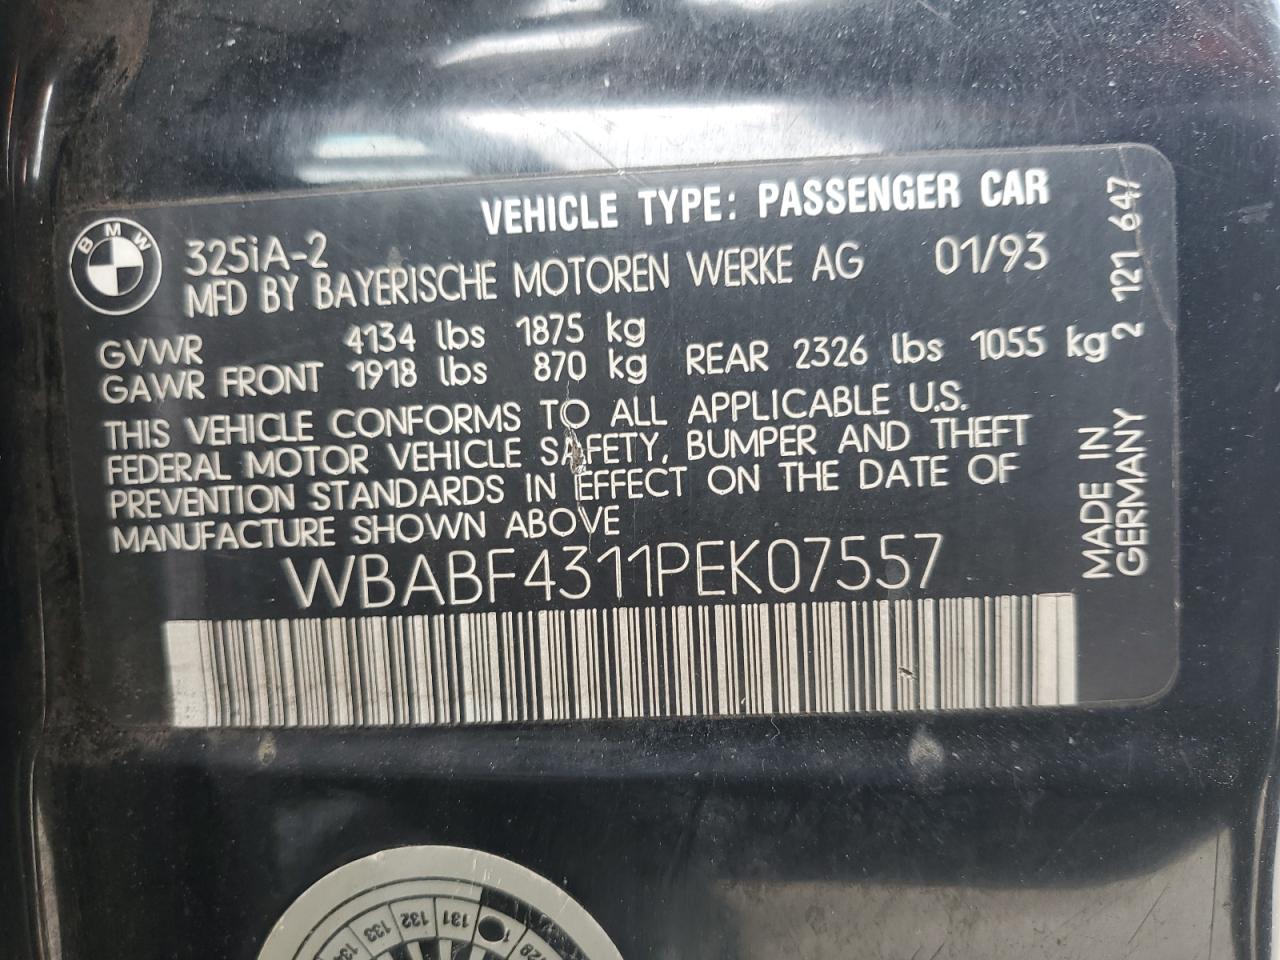 VEHICLE TYPE: PASSENGER CAR
BMW
325iA-2
MFD BY BAYERISCHE MOTOREN WERKE AG 01/93
GVWR 4134 lbs 1875 kg
GAWR FRONT 1918 lbs 870 kg REAR 2326 lbs 1055 kg
THIS VEHICLE CONFORMS TO ALL APPLICABLE U.S.
FEDERAL MOTOR VEHICLE SAFETY, BUMPER AND THEFT
PREVENTION STANDARDS IN EFFECT ON THE DATE OF
MANUFACTURE SHOWN ABOVE
WBABF4311PEK07557
2 121 647
MADE IN
GERMANY
133 132 131 1